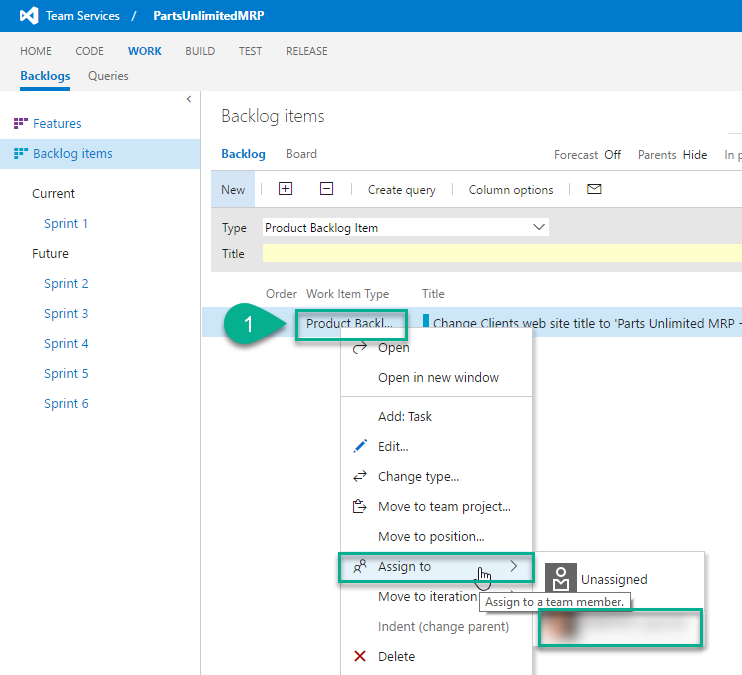 Team Services / PartsUnlimitedMRP
HOME CODE WORK BUILD TEST RELEASE
Backlogs Queries
Features
Backlog items
Current
Sprint 1
Future
Sprint 2
Sprint 3
Sprint 4
Sprint 5
Sprint 6
Backlog items
Backlog Board Forecast Off Parents Hide In p
New Create query Column options
Type Product Backlog Item
Title
Order Work Item Type Title
1 Product Backl... Change Clients web site title to 'Parts Unlimited MRP -
Open
Open in new window
Add: Task
Edit...
Change type...
Move to team project...
Move to position...
Assign to
Move to iteration
Indent (change parent)
Delete
Unassigned
Assign to a team member.